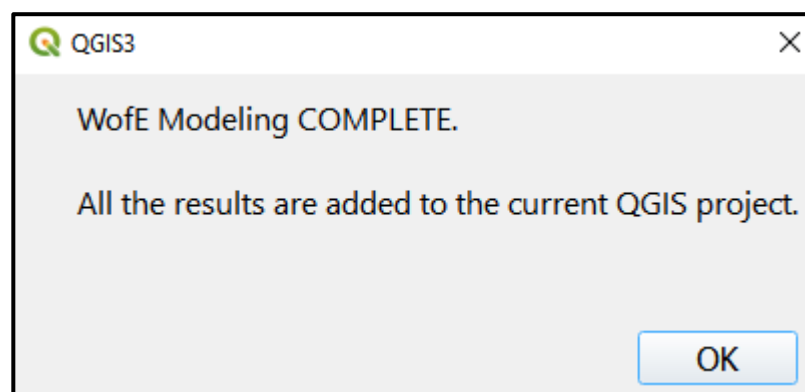 QGIS3
WofE Modeling COMPLETE.
All the results are added to the current QGIS project.
OK